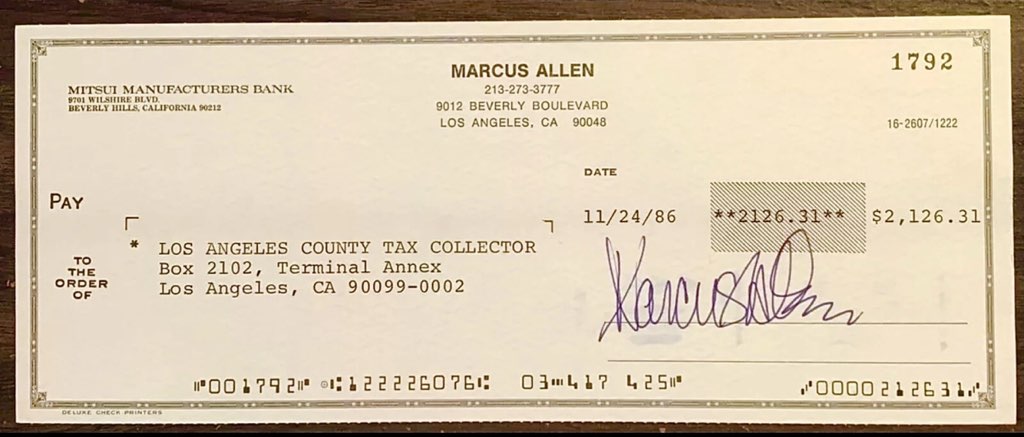 1792
MARCUS ALLEN
213-273-3777
9012 BEVERLY BOULEVARD
LOS ANGELES, CA 90048
MITSUI MANUFACTURERS BANK
9701 WILSHIRE BLVD.
BEVERLY HILLS, CALIFORNIA 90212
16-2607/1222
DATE
PAY
11/24/86 **2126.31** $2,126.31
TO
THE
ORDER
OF
* LOS ANGELES COUNTY TAX COLLECTOR
Box 2102, Terminal Annex
Los Angeles, CA 90099-0002
Marcus Allen
⑈001792⑈ ⑆122226076⑆ 03⑉417 425⑈ ⑇0000212631⑇
DELUXE CHECK PRINTERS